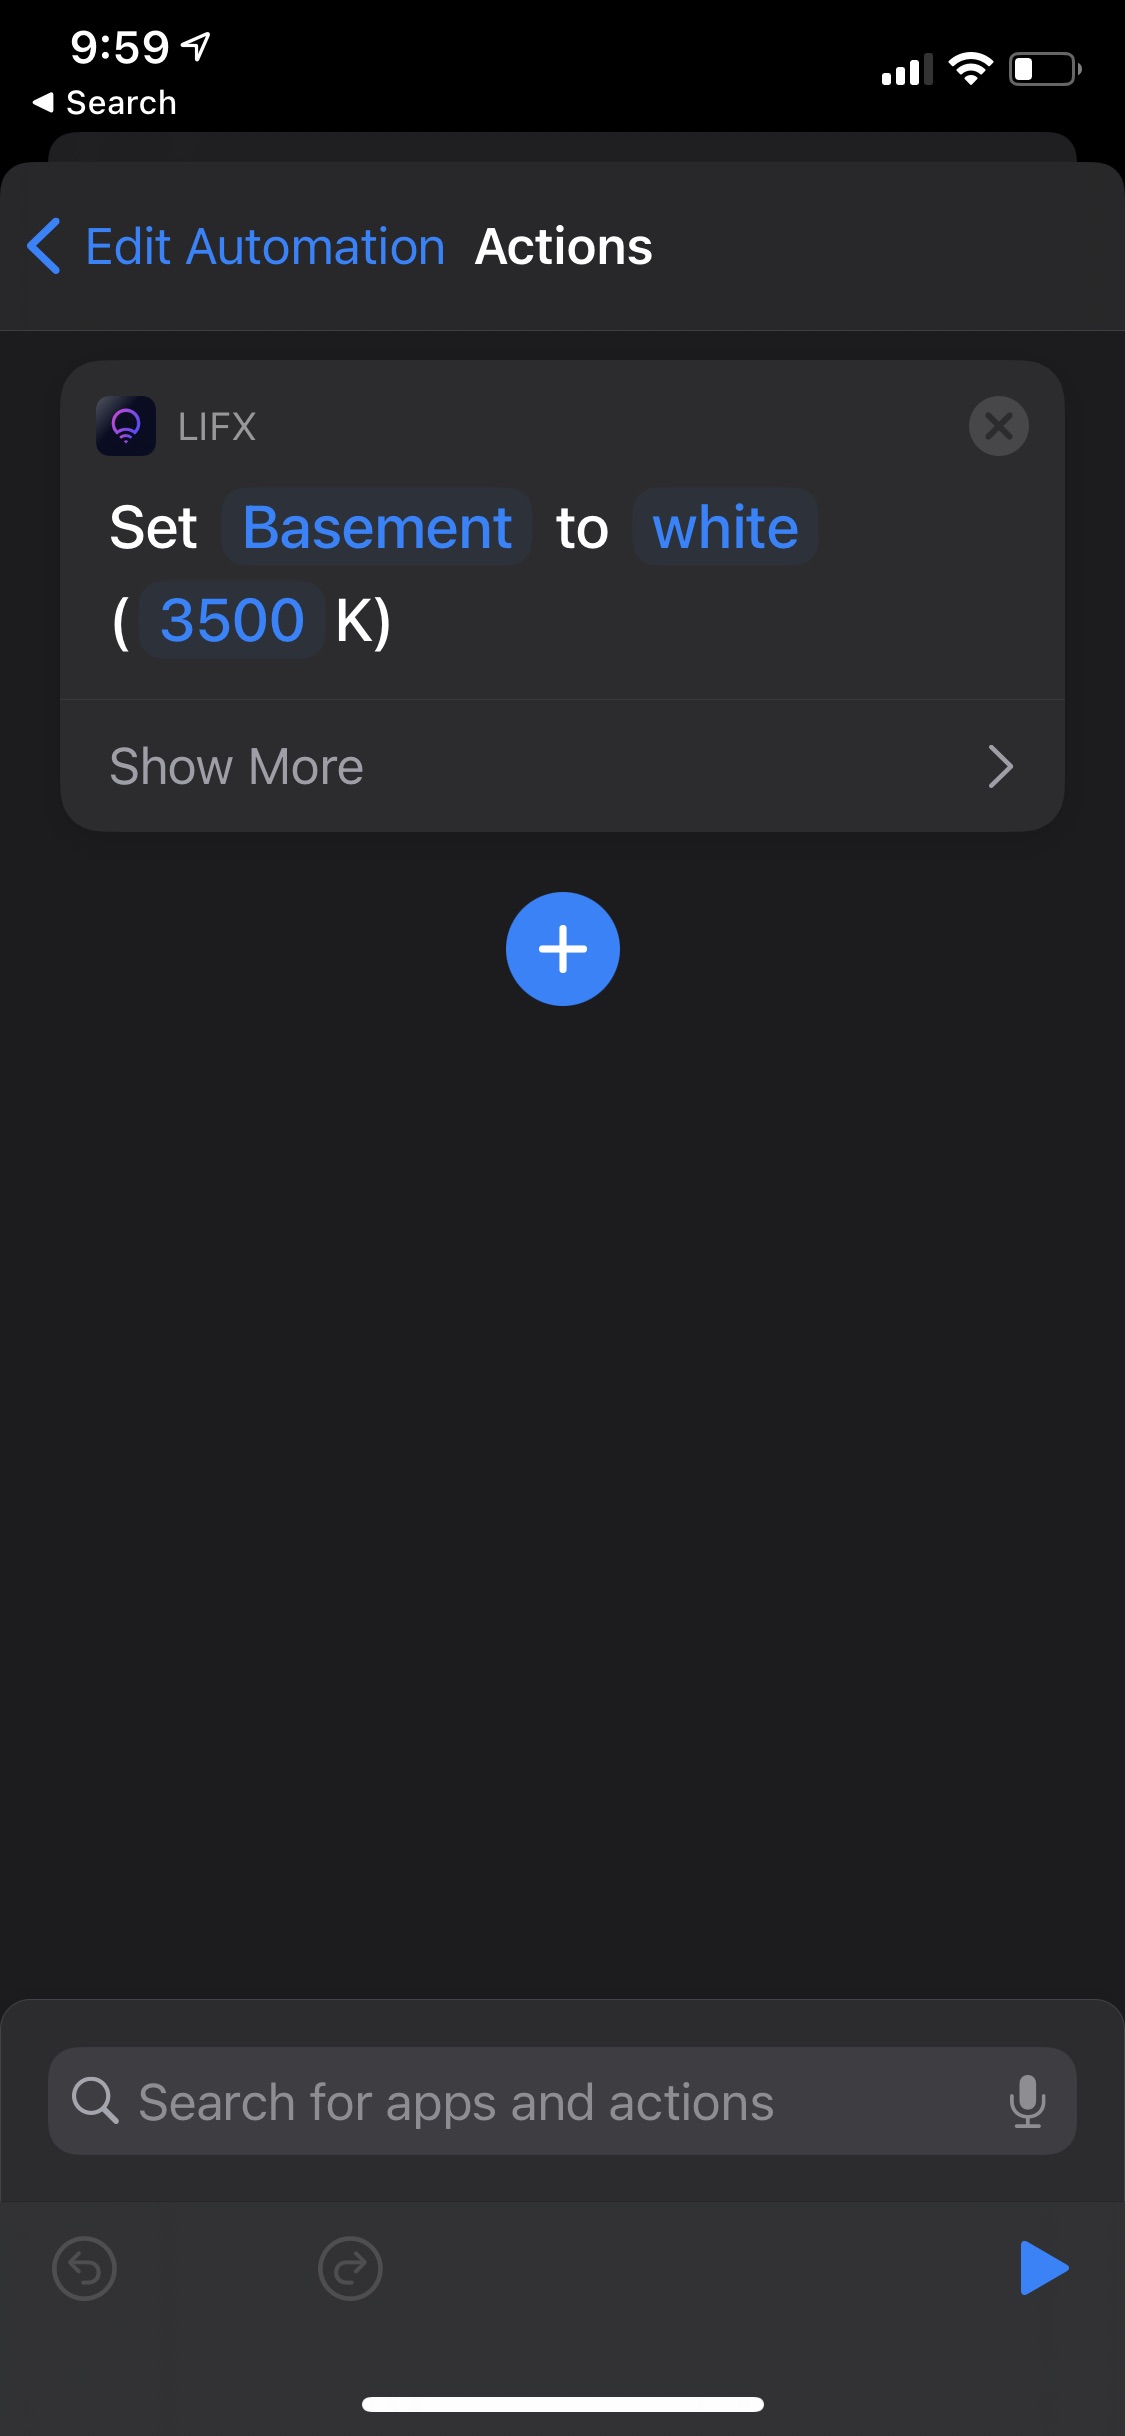 9:59
Search
Edit Automation Actions
LIFX
Set Basement to white
( 3500 K)
Show More
Search for apps and actions